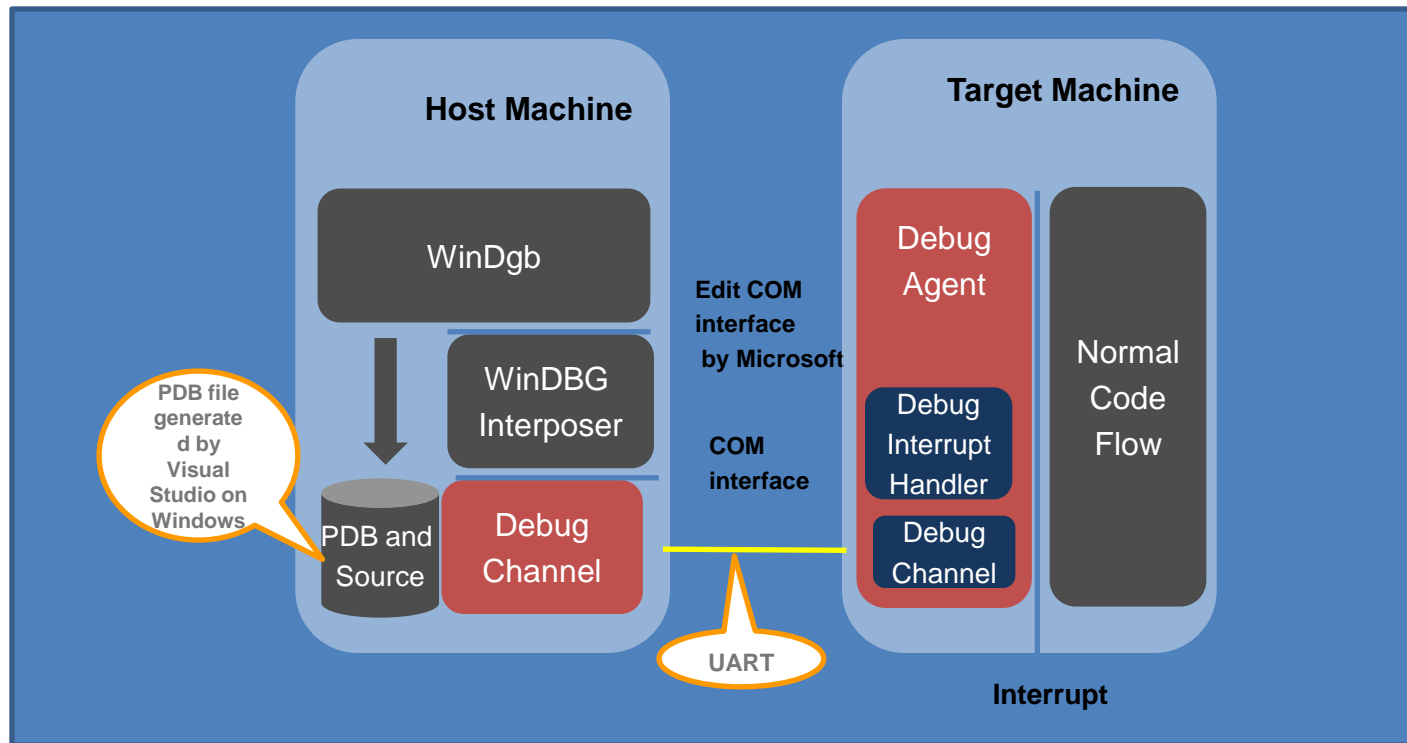 Host Machine
WinDgb
WinDBG
Interposer
PDB file
generate
d by
Visual
Studio on
Windows
PDB and
Source
Debug
Channel
Edit COM
interface
by Microsoft
COM
interface
UART
Target Machine
Debug
Agent
Debug
Interrupt
Handler
Debug
Channel
Normal
Code
Flow
Interrupt